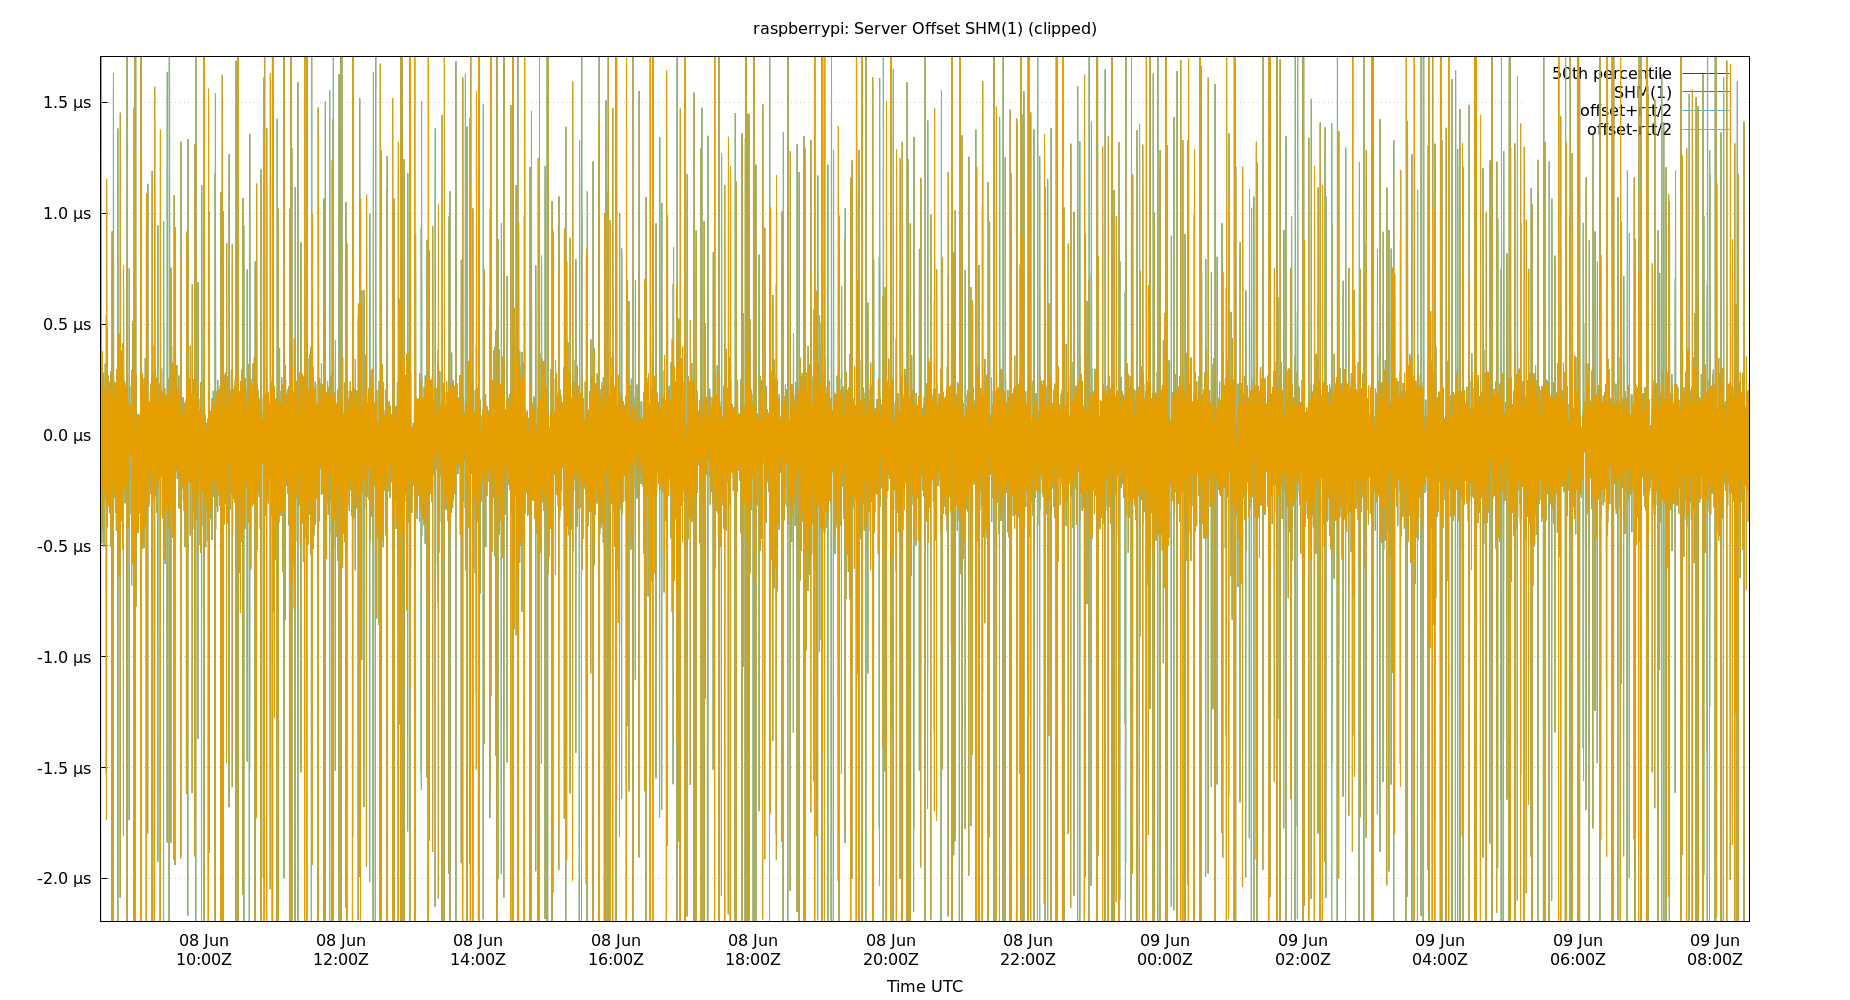 raspberrypi: Server Offset SHM(1) (clipped)
50th percentile
SHM(1)
offset+rtt/2
offset-rtt/2
1.5 µs
1.0 µs
0.5 µs
0.0 µs
-0.5 µs
-1.0 µs
-1.5 µs
-2.0 µs
08 Jun 08 Jun 08 Jun 08 Jun 08 Jun 08 Jun 08 Jun 09 Jun 09 Jun 09 Jun 09 Jun 09 Jun
10:00Z 12:00Z 14:00Z 16:00Z 18:00Z 20:00Z 22:00Z 00:00Z 02:00Z 04:00Z 06:00Z 08:00Z
Time UTC